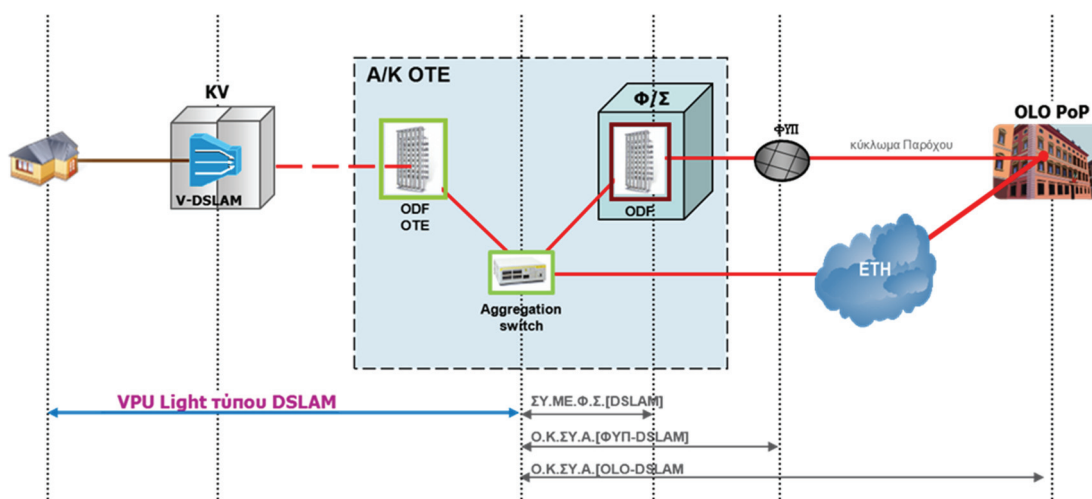 Α/Κ ΟΤΕ
KV
Φ/Σ
ΦΥΠ
OLO PoP
κύκλωμα Παρόχου
V-DSLAM
ODF
OTE
ODF
ETH
Aggregation
switch
VPU Light τύπου DSLAM
ΣΥ.ΜΕ.Φ.Σ.[DSLAM]
Ο.Κ.ΣΥ.Α.[ΦΥΠ-DSLAM]
Ο.Κ.ΣΥ.Α.[OLO-DSLAM